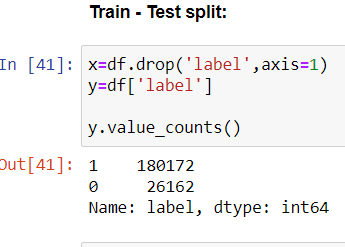 Train - Test split:
In [41]: x=df.drop('label',axis=1)
y=df['label']
y.value_counts()
Out[41]: 1    180172
0     26162
Name: label, dtype: int64